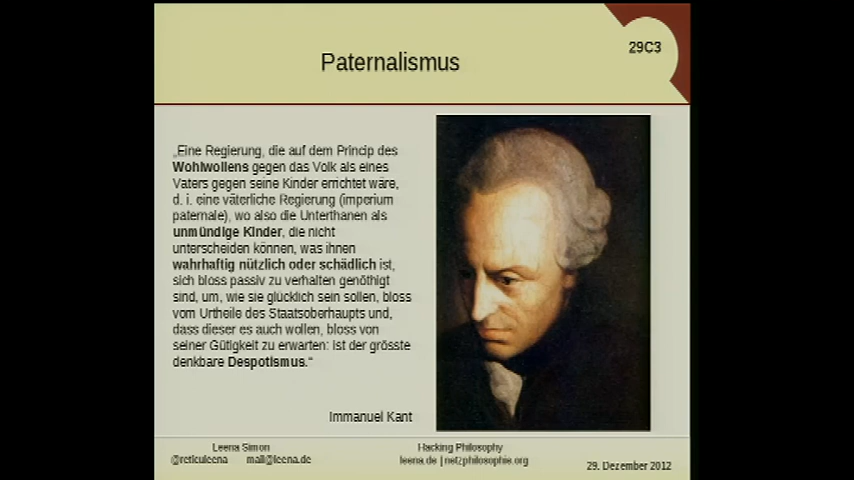 Paternalismus
29C3
„Eine Regierung, die auf dem Princip des
Wohlwollens gegen das Volk als eines
Vaters gegen seine Kinder errichtet wäre,
d. i. eine väterliche Regierung (imperium
paternale), wo also die Unterthanen als
unmündige Kinder, die nicht
unterscheiden können, was ihnen
wahrhaftig nützlich oder schädlich ist,
sich bloss passiv zu verhalten genöthigt
sind, um, wie sie glücklich sein sollen, bloss
vom Urtheile des Staatsoberhaupts und,
dass dieser es auch wollen, bloss von
seiner Gütigkeit zu erwarten: ist der grösste
denkbare Despotismus.“
Immanuel Kant
Leena Simon
@reticuleena mail@leena.de
Hacking Philosophy
leena.de | netzphilosophie.org
29. Dezember 2012